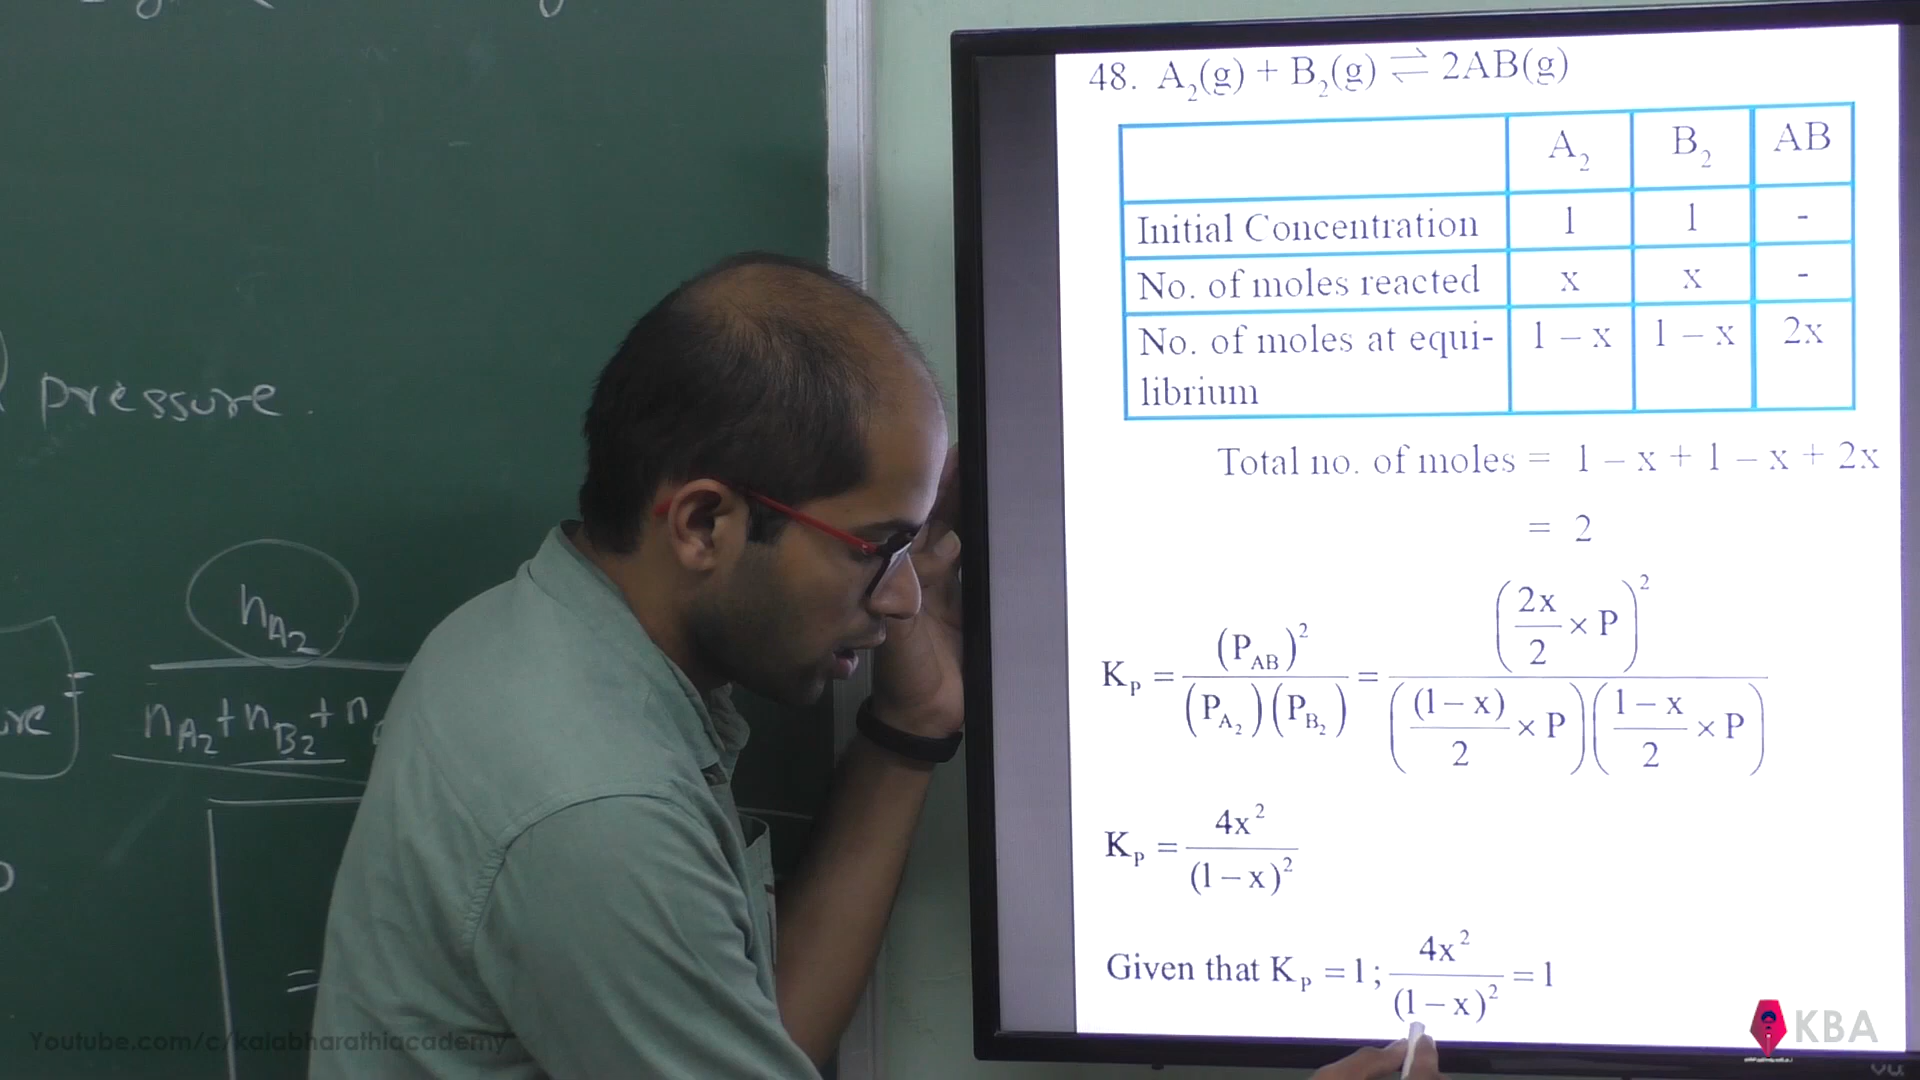 pressure.
n_A2
= 
n_A2 + n_B2 + n
=
48. A₂(g) + B₂(g) ⇌ 2AB(g)
A₂ B₂ AB
Initial Concentration 1 1 -
No. of moles reacted x x -
No. of moles at equi- 1 – x 1 – x 2x
librium
Total no. of moles = 1 – x + 1 – x + 2x
= 2
K_p = (P_AB)² / (P_A₂)(P_B₂) = (2x/2 × P)² / ((1 – x)/2 × P)(1 – x/2 × P)
K_p = 4x² / (1 – x)²
Given that K_p = 1 ; 4x² / (1 – x)² = 1
KBA
Youtube.com/c/kalabharathiacademy